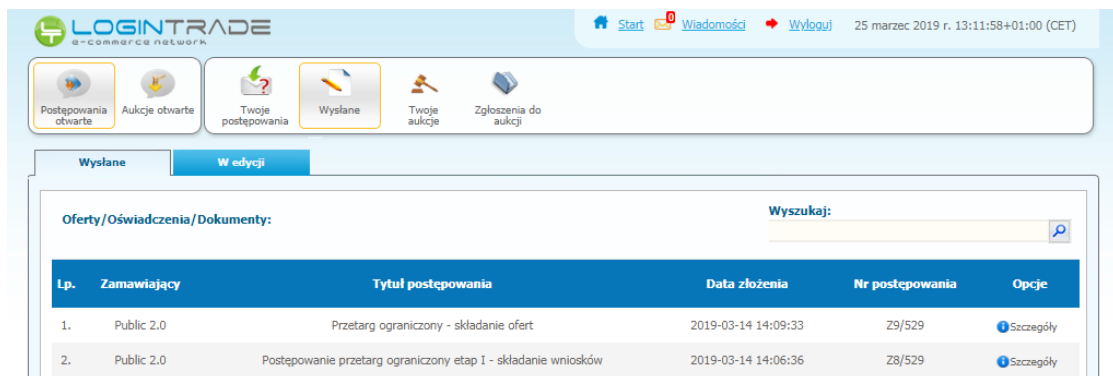 LOGINTRADE
e-commerce network
Start 0 Wiadomości Wyloguj 25 marzec 2019 r. 13:11:58+01:00 (CET)
Postępowania otwarte
Aukcje otwarte
Twoje postępowania
Wysłane
Twoje aukcje
Zgłoszenia do aukcji
Wysłane W edycji
Oferty/Oświadczenia/Dokumenty:
Wyszukaj:
Lp. Zamawiający Tytuł postępowania Data złożenia Nr postępowania Opcje
1. Public 2.0 Przetarg ograniczony - składanie ofert 2019-03-14 14:09:33 Z9/529 Szczegóły
2. Public 2.0 Postępowanie przetarg ograniczony etap I - składanie wniosków 2019-03-14 14:06:36 Z8/529 Szczegóły